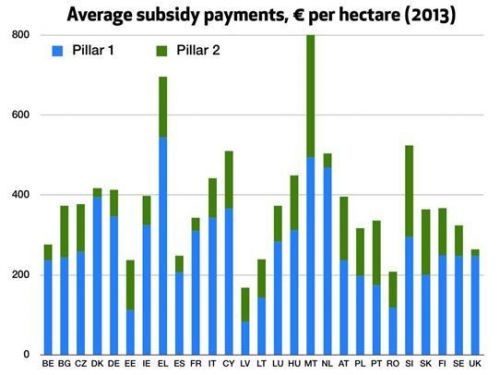 Average subsidy payments, € per hectare (2013)
800
Pillar 1 Pillar 2
600
400
200
0
BE BG CZ DK DE EE IE EL ES FR IT CY LV LT LU HU MT NL AT PL PT RO SI SK FI SE UK